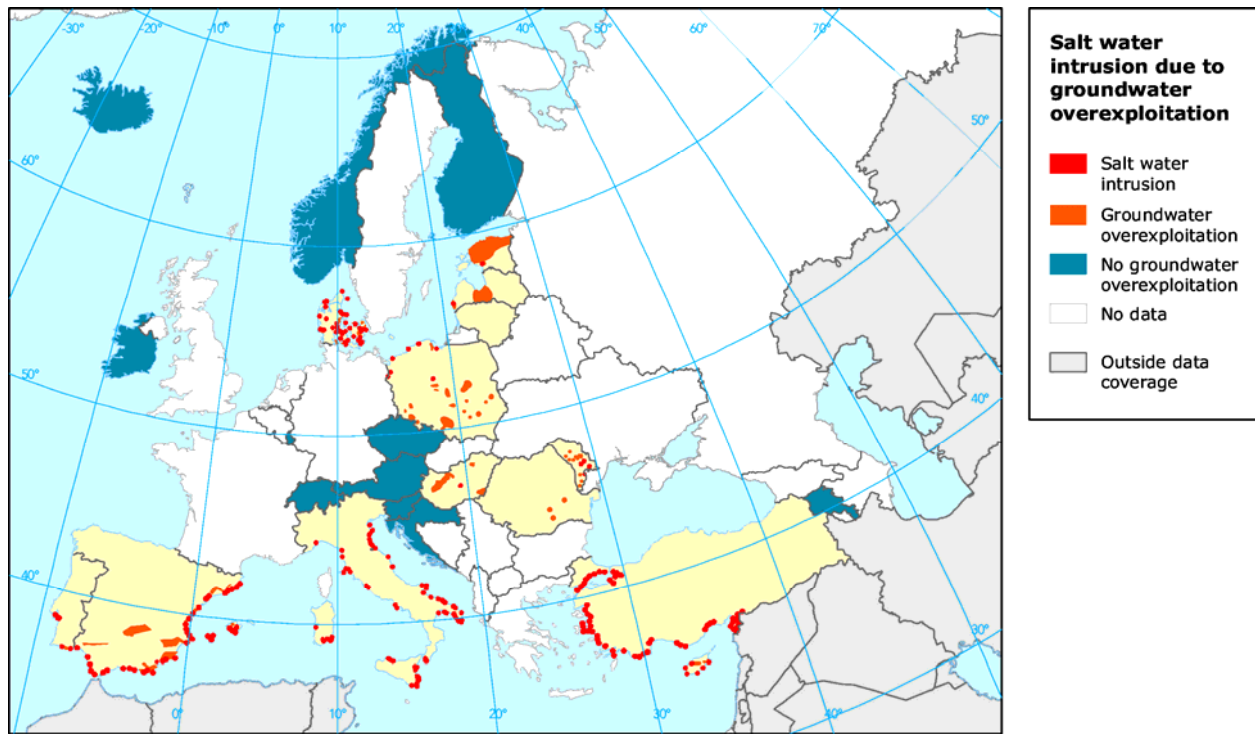 -30° -20° -10° 0° 10° 20° 30° 40° 50° 60° 70°
60°
50°
50°
40°
40°
30°
0° 10° 20° 30° 40°
Salt water
intrusion due to
groundwater
overexploitation
Salt water
intrusion
Groundwater
overexploitation
No groundwater
overexploitation
No data
Outside data
coverage